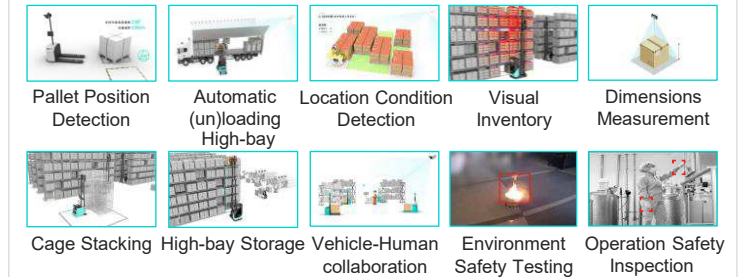 Pallet Position
Detection
Automatic
(un)loading
High-bay
Location Condition
Detection
Visual
Inventory
Dimensions
Measurement
Cage Stacking
High-bay Storage
Vehicle-Human
collaboration
Environment
Safety Testing
Operation Safety
Inspection